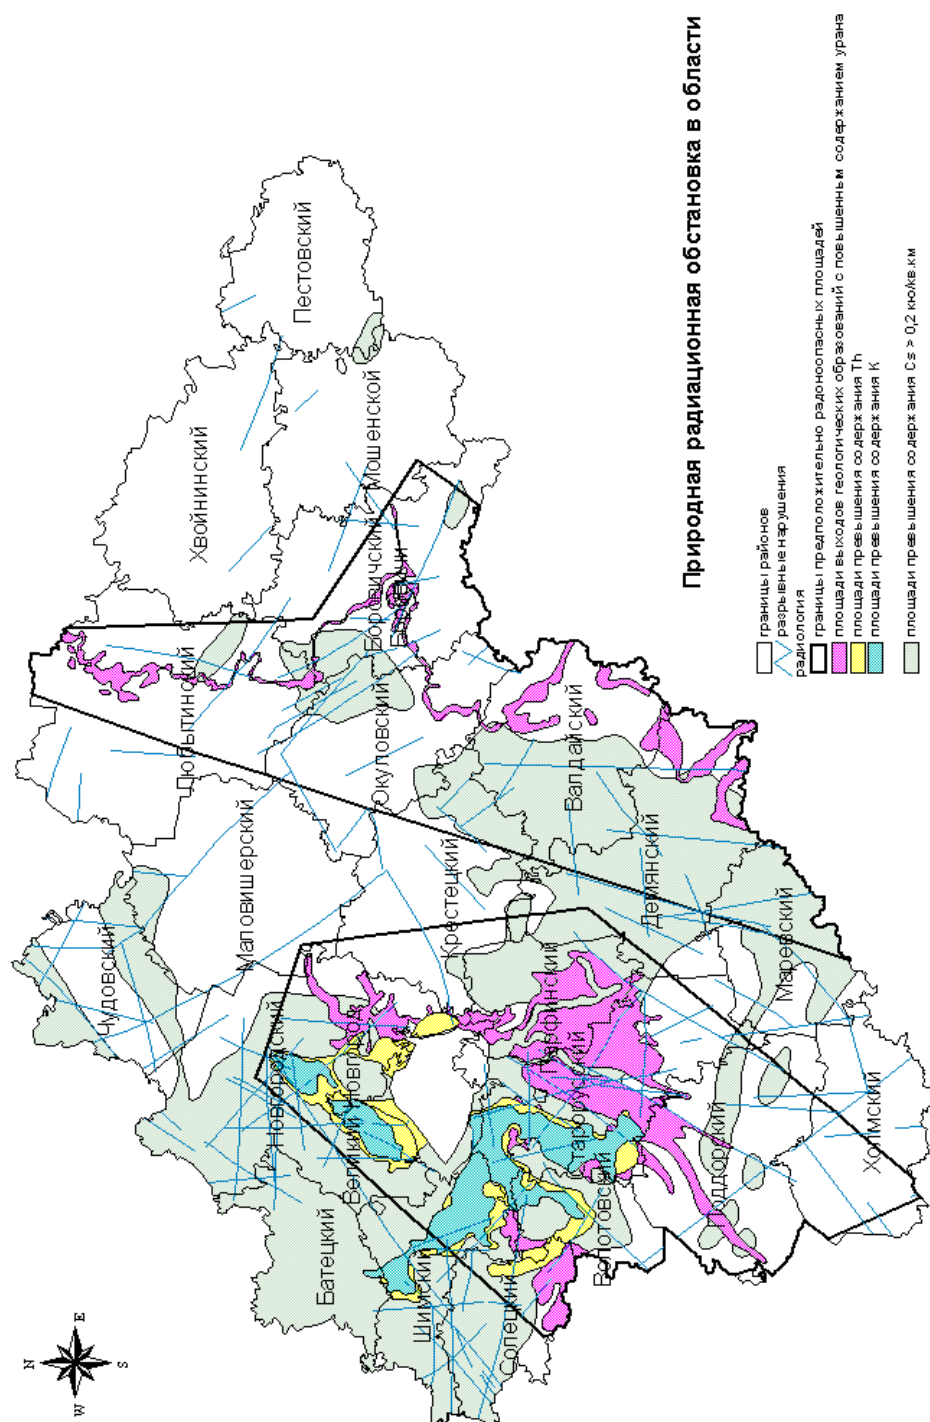 Природная радиационная обстановка в области
границы районов
разрывные нарушения
радиология
границы предположительно радоноопасных площадей
площади выходов геологических образований с повышенным содержанием урана
площади превышения содержания Th
площади превышения содержания K
площади превышения содержания Cs > 0,2 кю/кв.км
N
E
S
W
Пестовский
Хвойнинский
Мошенской
Боровичский
Боровичи
Любытинский
Окуловский
Маловишерский
Валдайский
Чудовский
Крестецкий
Демянский
Маревский
Новгородский
Великий Новгород
Парфинский
Старорусский
Батецкий
Шимский
Солецкий
Волотовский
Поддорский
Холмский